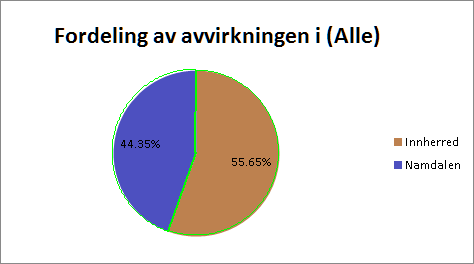 Fordeling av avvirkningen i (Alle)
44.35%
55.65%
Innherred
Namdalen